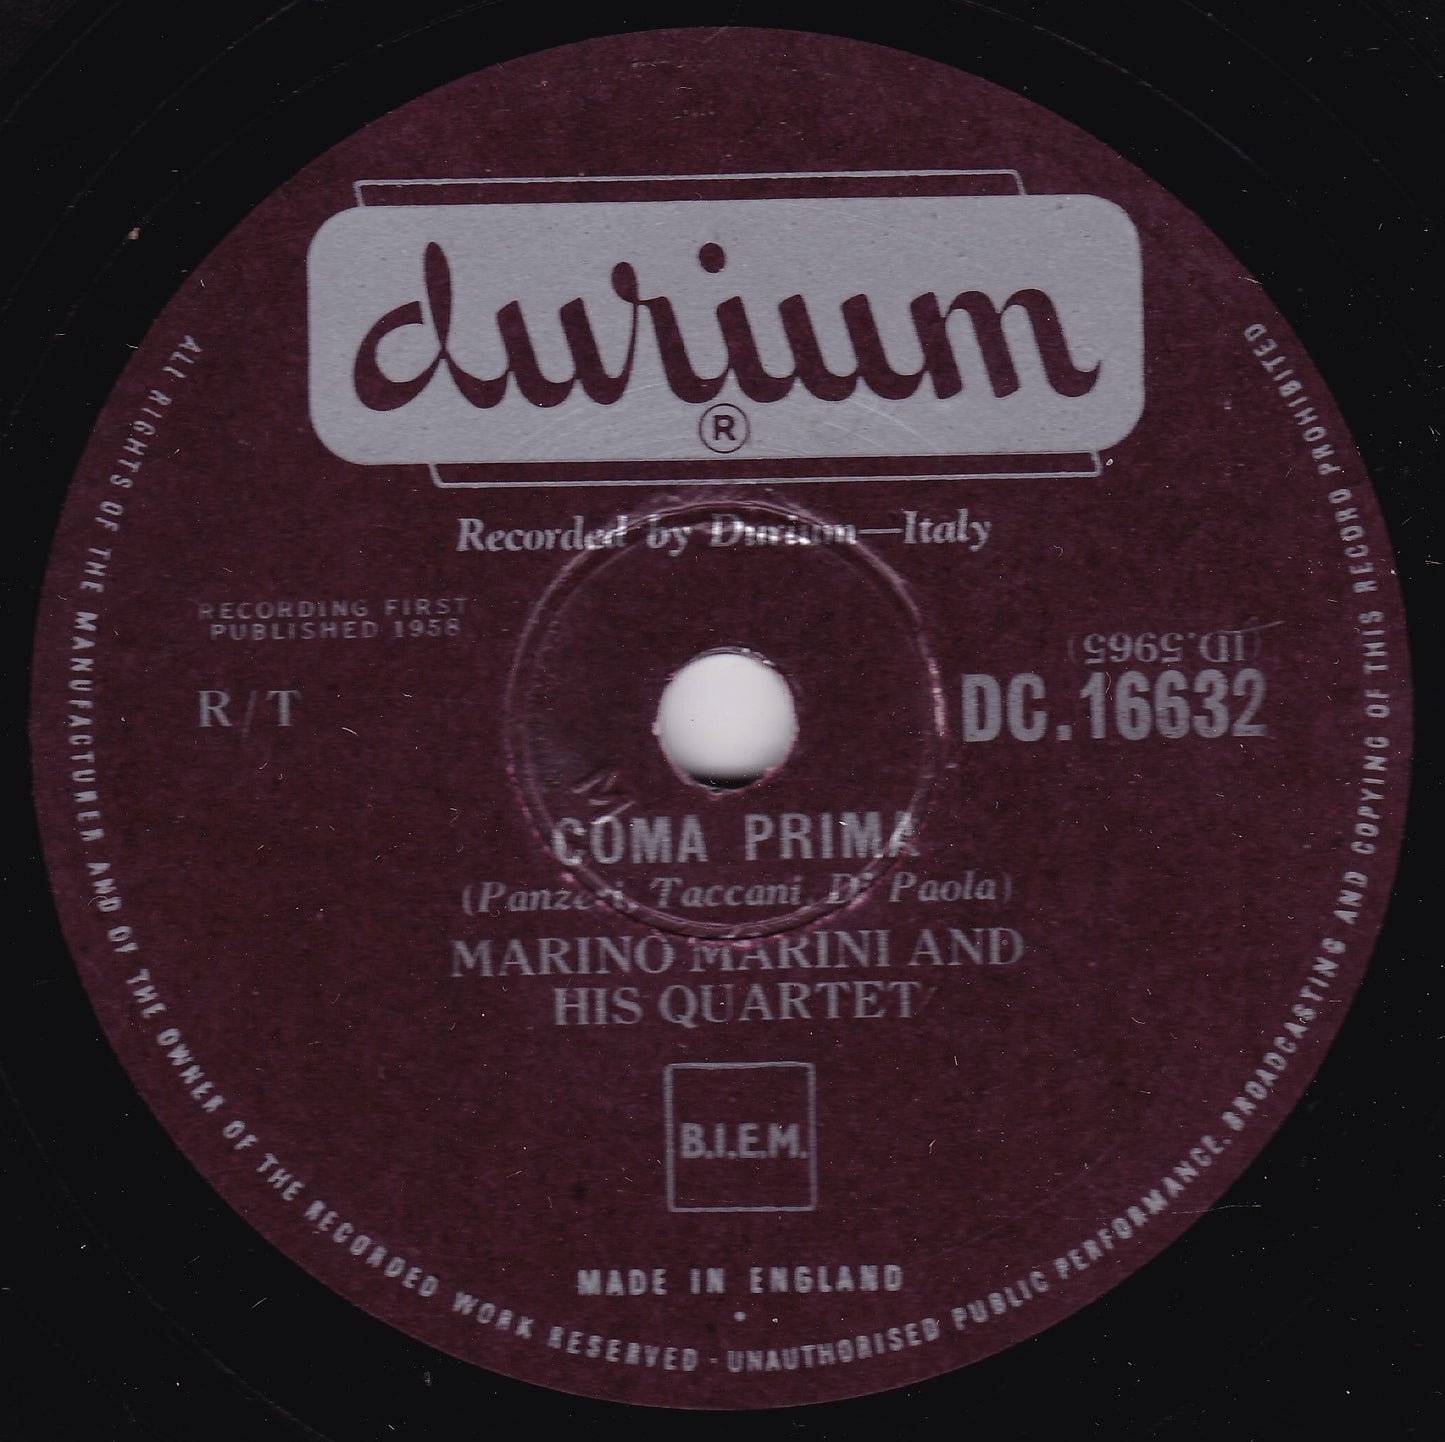 durium
R
Recorded by Durium—Italy
RECORDING FIRST
PUBLISHED 1958
R/T
(ID.5965)
DC.16632
M
COMA PRIMA
(Panzeri, Taccani, Di Paola)
MARINO MARINI AND
HIS QUARTET
B.I.E.M.
MADE IN ENGLAND
ALL RIGHTS OF THE MANUFACTURER AND OF THE OWNER OF THE RECORDED WORK RESERVED · UNAUTHORISED PUBLIC PERFORMANCE, BROADCASTING AND COPYING OF THIS RECORD PROHIBITED